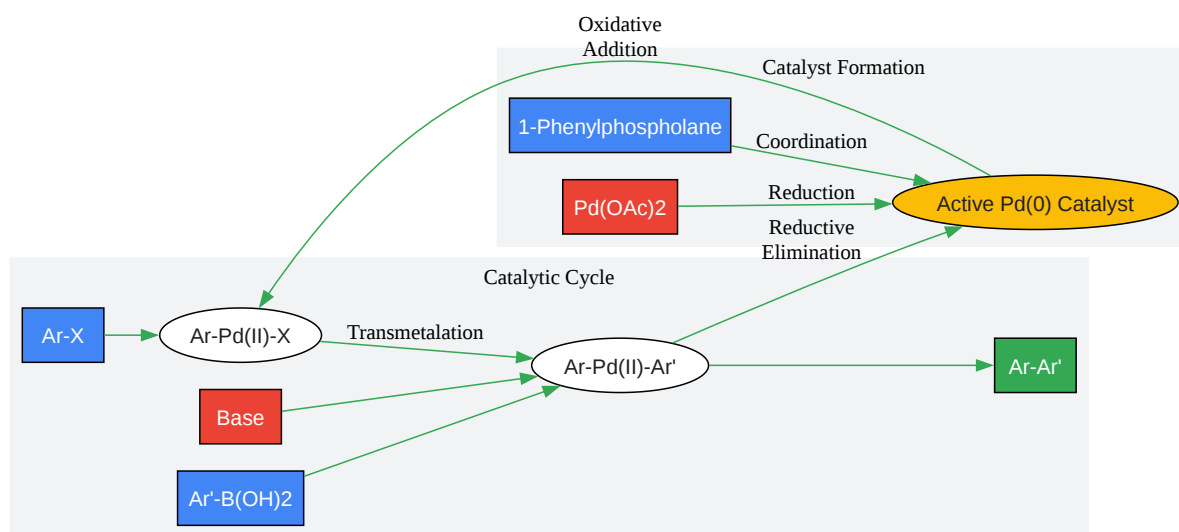 Oxidative
Addition
Catalyst Formation
1-Phenylphospholane
Coordination
Pd(OAc)2
Reduction
Active Pd(0) Catalyst
Reductive
Elimination
Catalytic Cycle
Ar-X
Ar-Pd(II)-X
Transmetalation
Ar-Pd(II)-Ar'
Ar-Ar'
Base
Ar'-B(OH)2